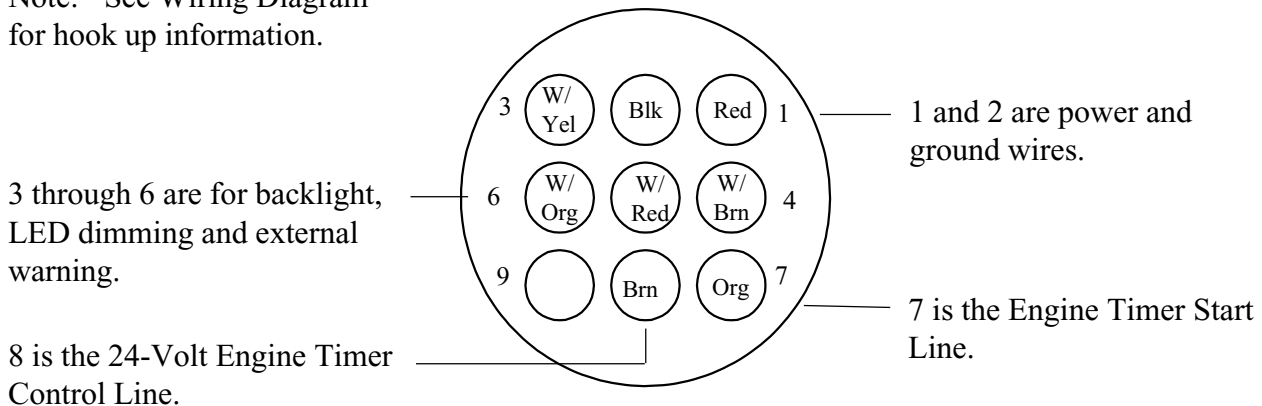 Note: See Wiring Diagram
for hook up information.
3 through 6 are for backlight,
LED dimming and external
warning.
8 is the 24-Volt Engine Timer
Control Line.
3
W/
Yel
Blk
Red
1
6
W/
Org
W/
Red
W/
Brn
4
9
Brn
Org
7
1 and 2 are power and
ground wires.
7 is the Engine Timer Start
Line.